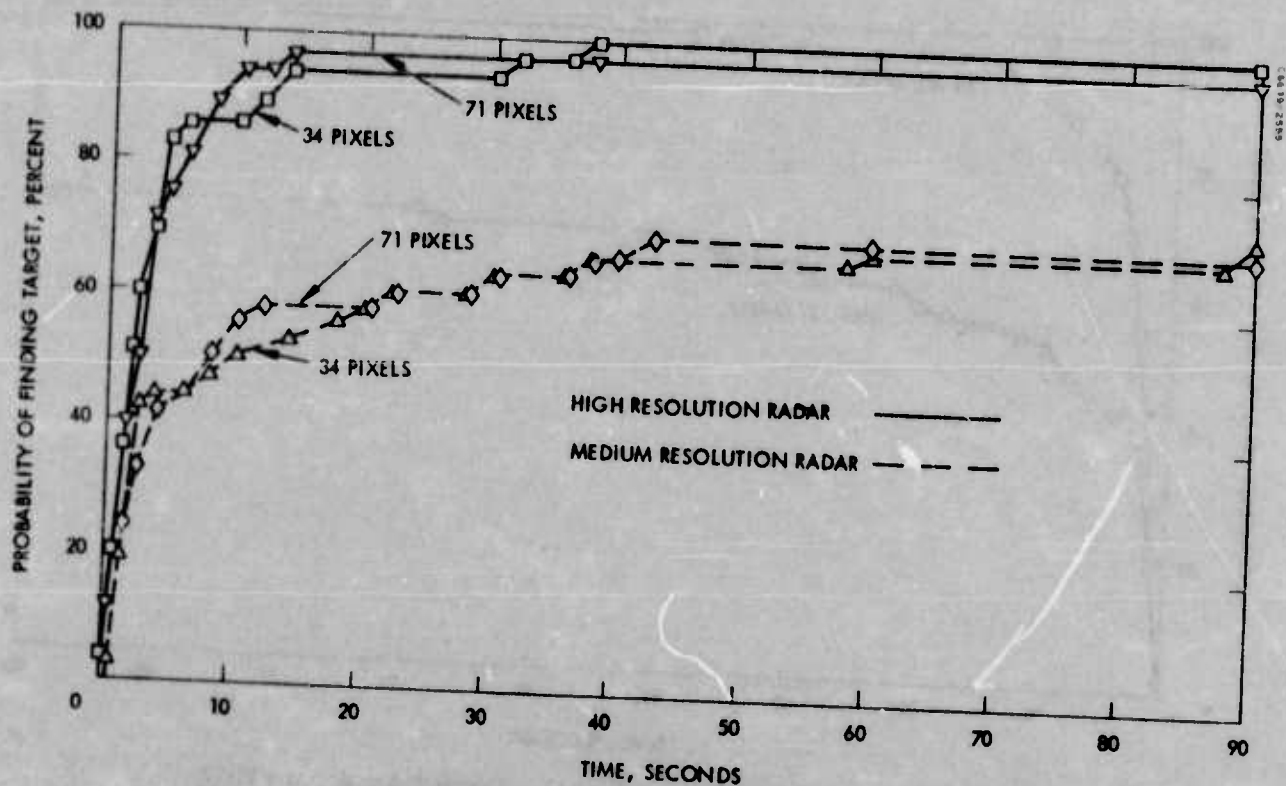 100
80
60
40
20
0
PROBABILITY OF FINDING TARGET, PERCENT
71 PIXELS
34 PIXELS
71 PIXELS
34 PIXELS
HIGH RESOLUTION RADAR
MEDIUM RESOLUTION RADAR
10
20
30
40
50
60
70
80
90
TIME, SECONDS